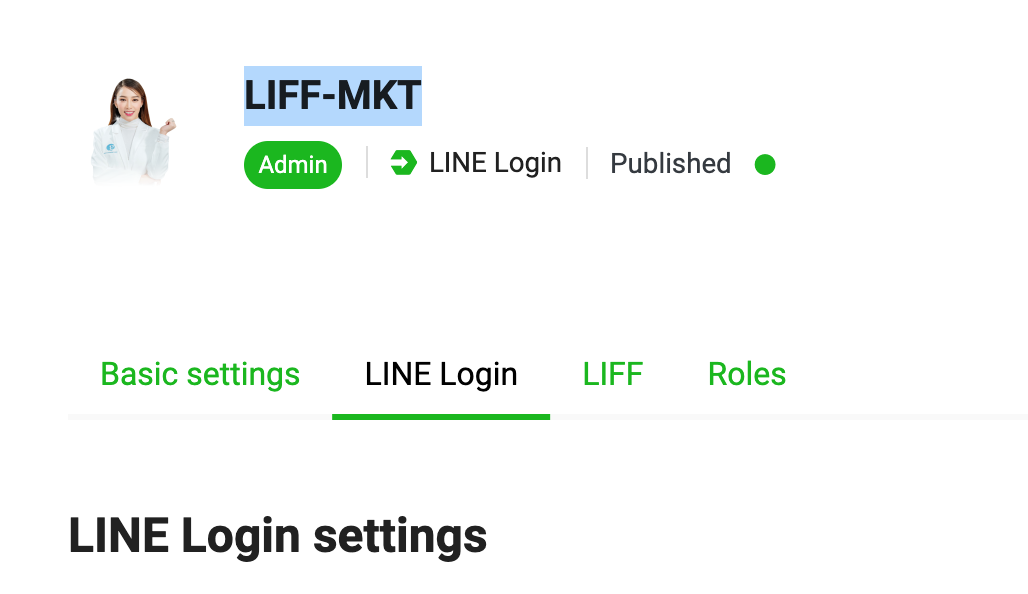 LIFF-MKT
Admin LINE Login Published
Basic settings LINE Login LIFF Roles
LINE Login settings